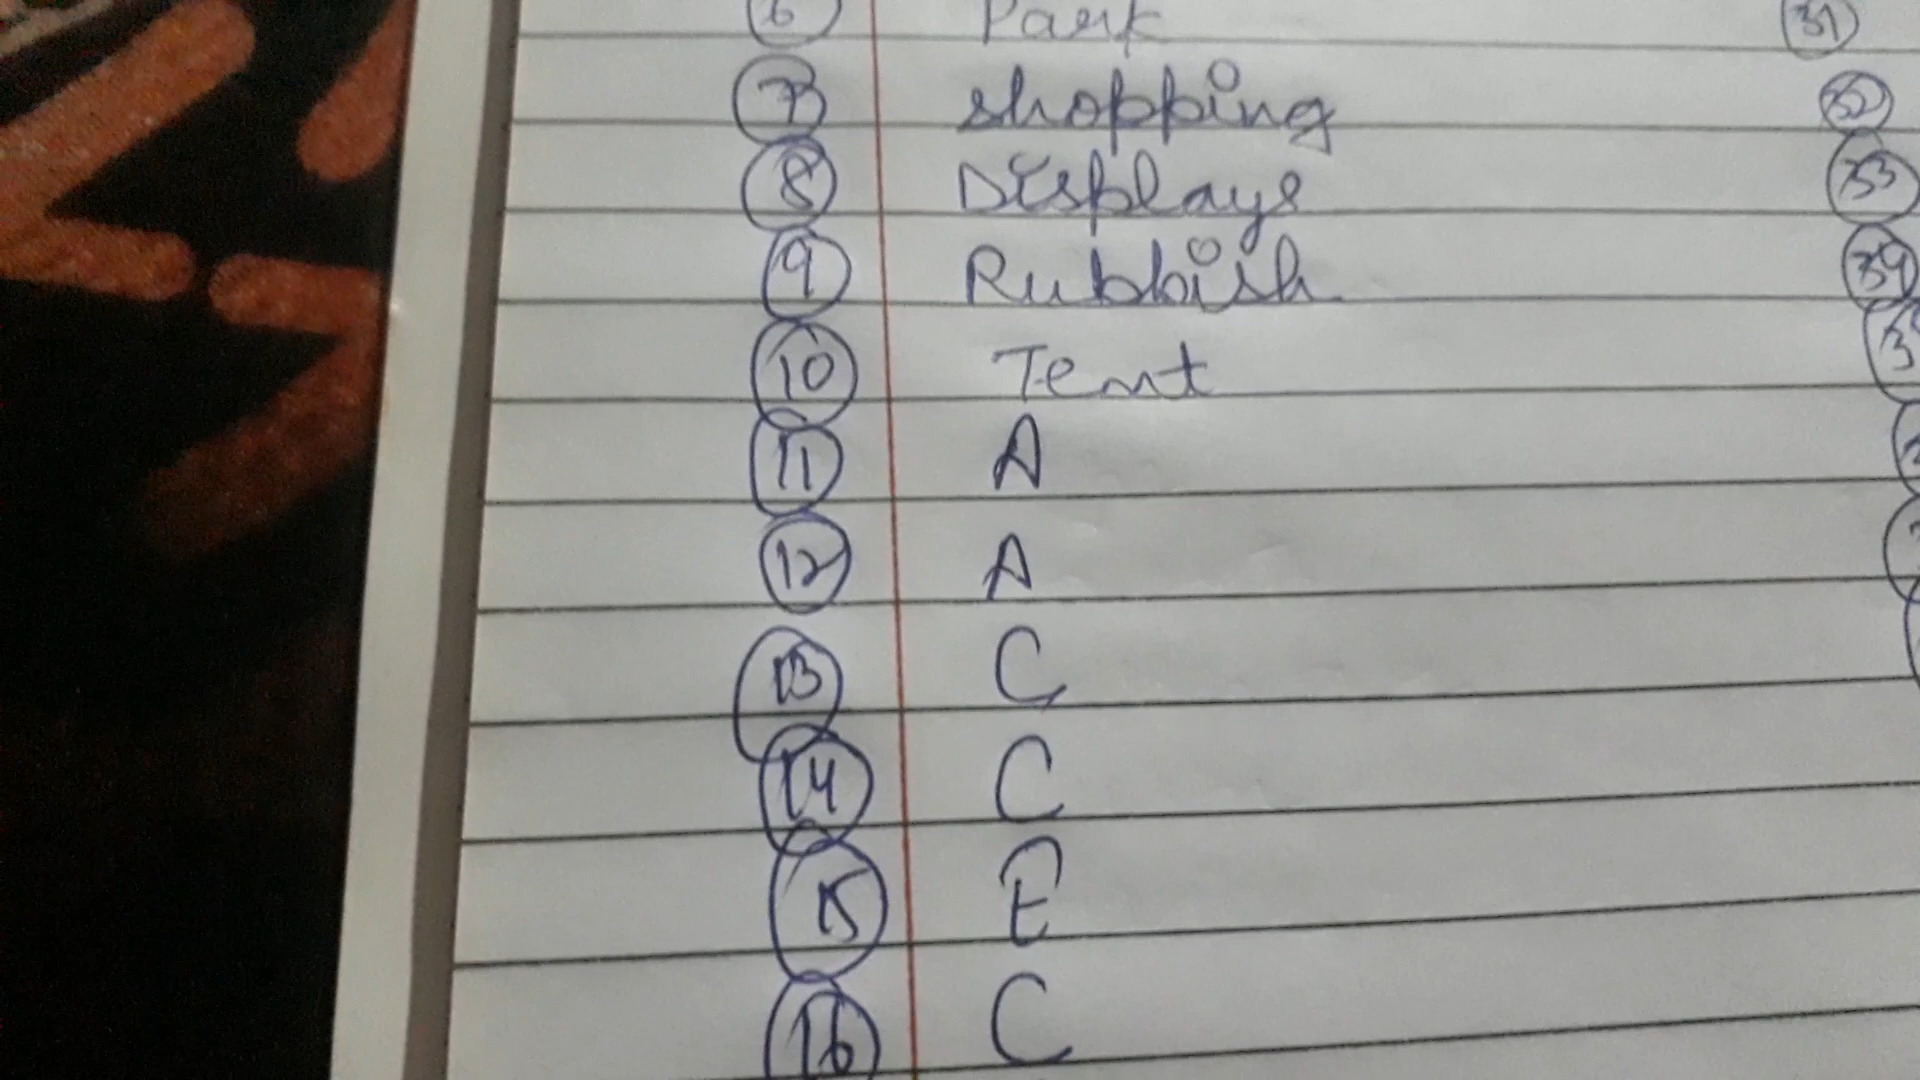 6 Park 31
7 Shopping 32
8 Displays 33
9 Rubbish 34
10 Tent
11 A
12 A
13 C
14 C
15 E
16 C